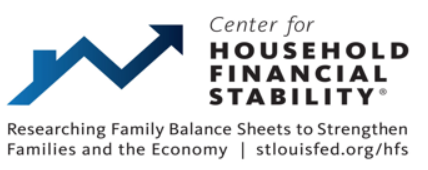 Center for
HOUSEHOLD
FINANCIAL
STABILITY®
Researching Family Balance Sheets to Strengthen
Families and the Economy | stlouisfed.org/hfs